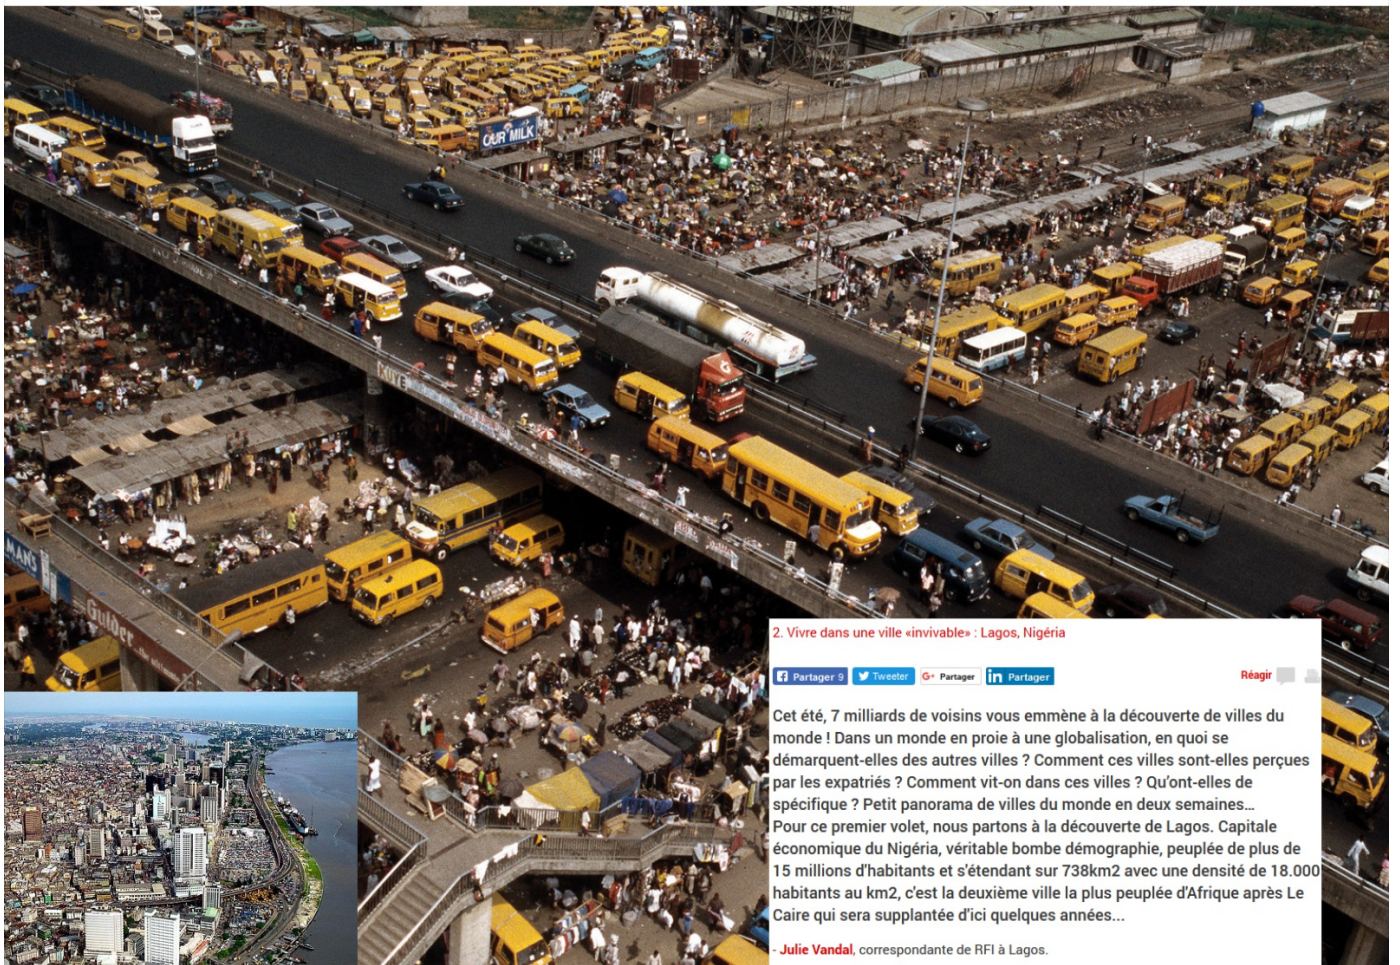 OUR MILK
KUYE
MAN'S
Gulder
2. Vivre dans une ville «invivable» : Lagos, Nigéria
Partager 9 Tweeter G+ Partager in Partager Réagir
Cet été, 7 milliards de voisins vous emmène à la découverte de villes du
monde ! Dans un monde en proie à une globalisation, en quoi se
démarquent-elles des autres villes ? Comment ces villes sont-elles perçues
par les expatriés ? Comment vit-on dans ces villes ? Qu'ont-elles de
spécifique ? Petit panorama de villes du monde en deux semaines...
Pour ce premier volet, nous partons à la découverte de Lagos. Capitale
économique du Nigéria, véritable bombe démographie, peuplée de plus de
15 millions d'habitants et s'étendant sur 738km2 avec une densité de 18.000
habitants au km2, c'est la deuxième ville la plus peuplée d'Afrique après Le
Caire qui sera supplantée d'ici quelques années...
- Julie Vandal, correspondante de RFI à Lagos.